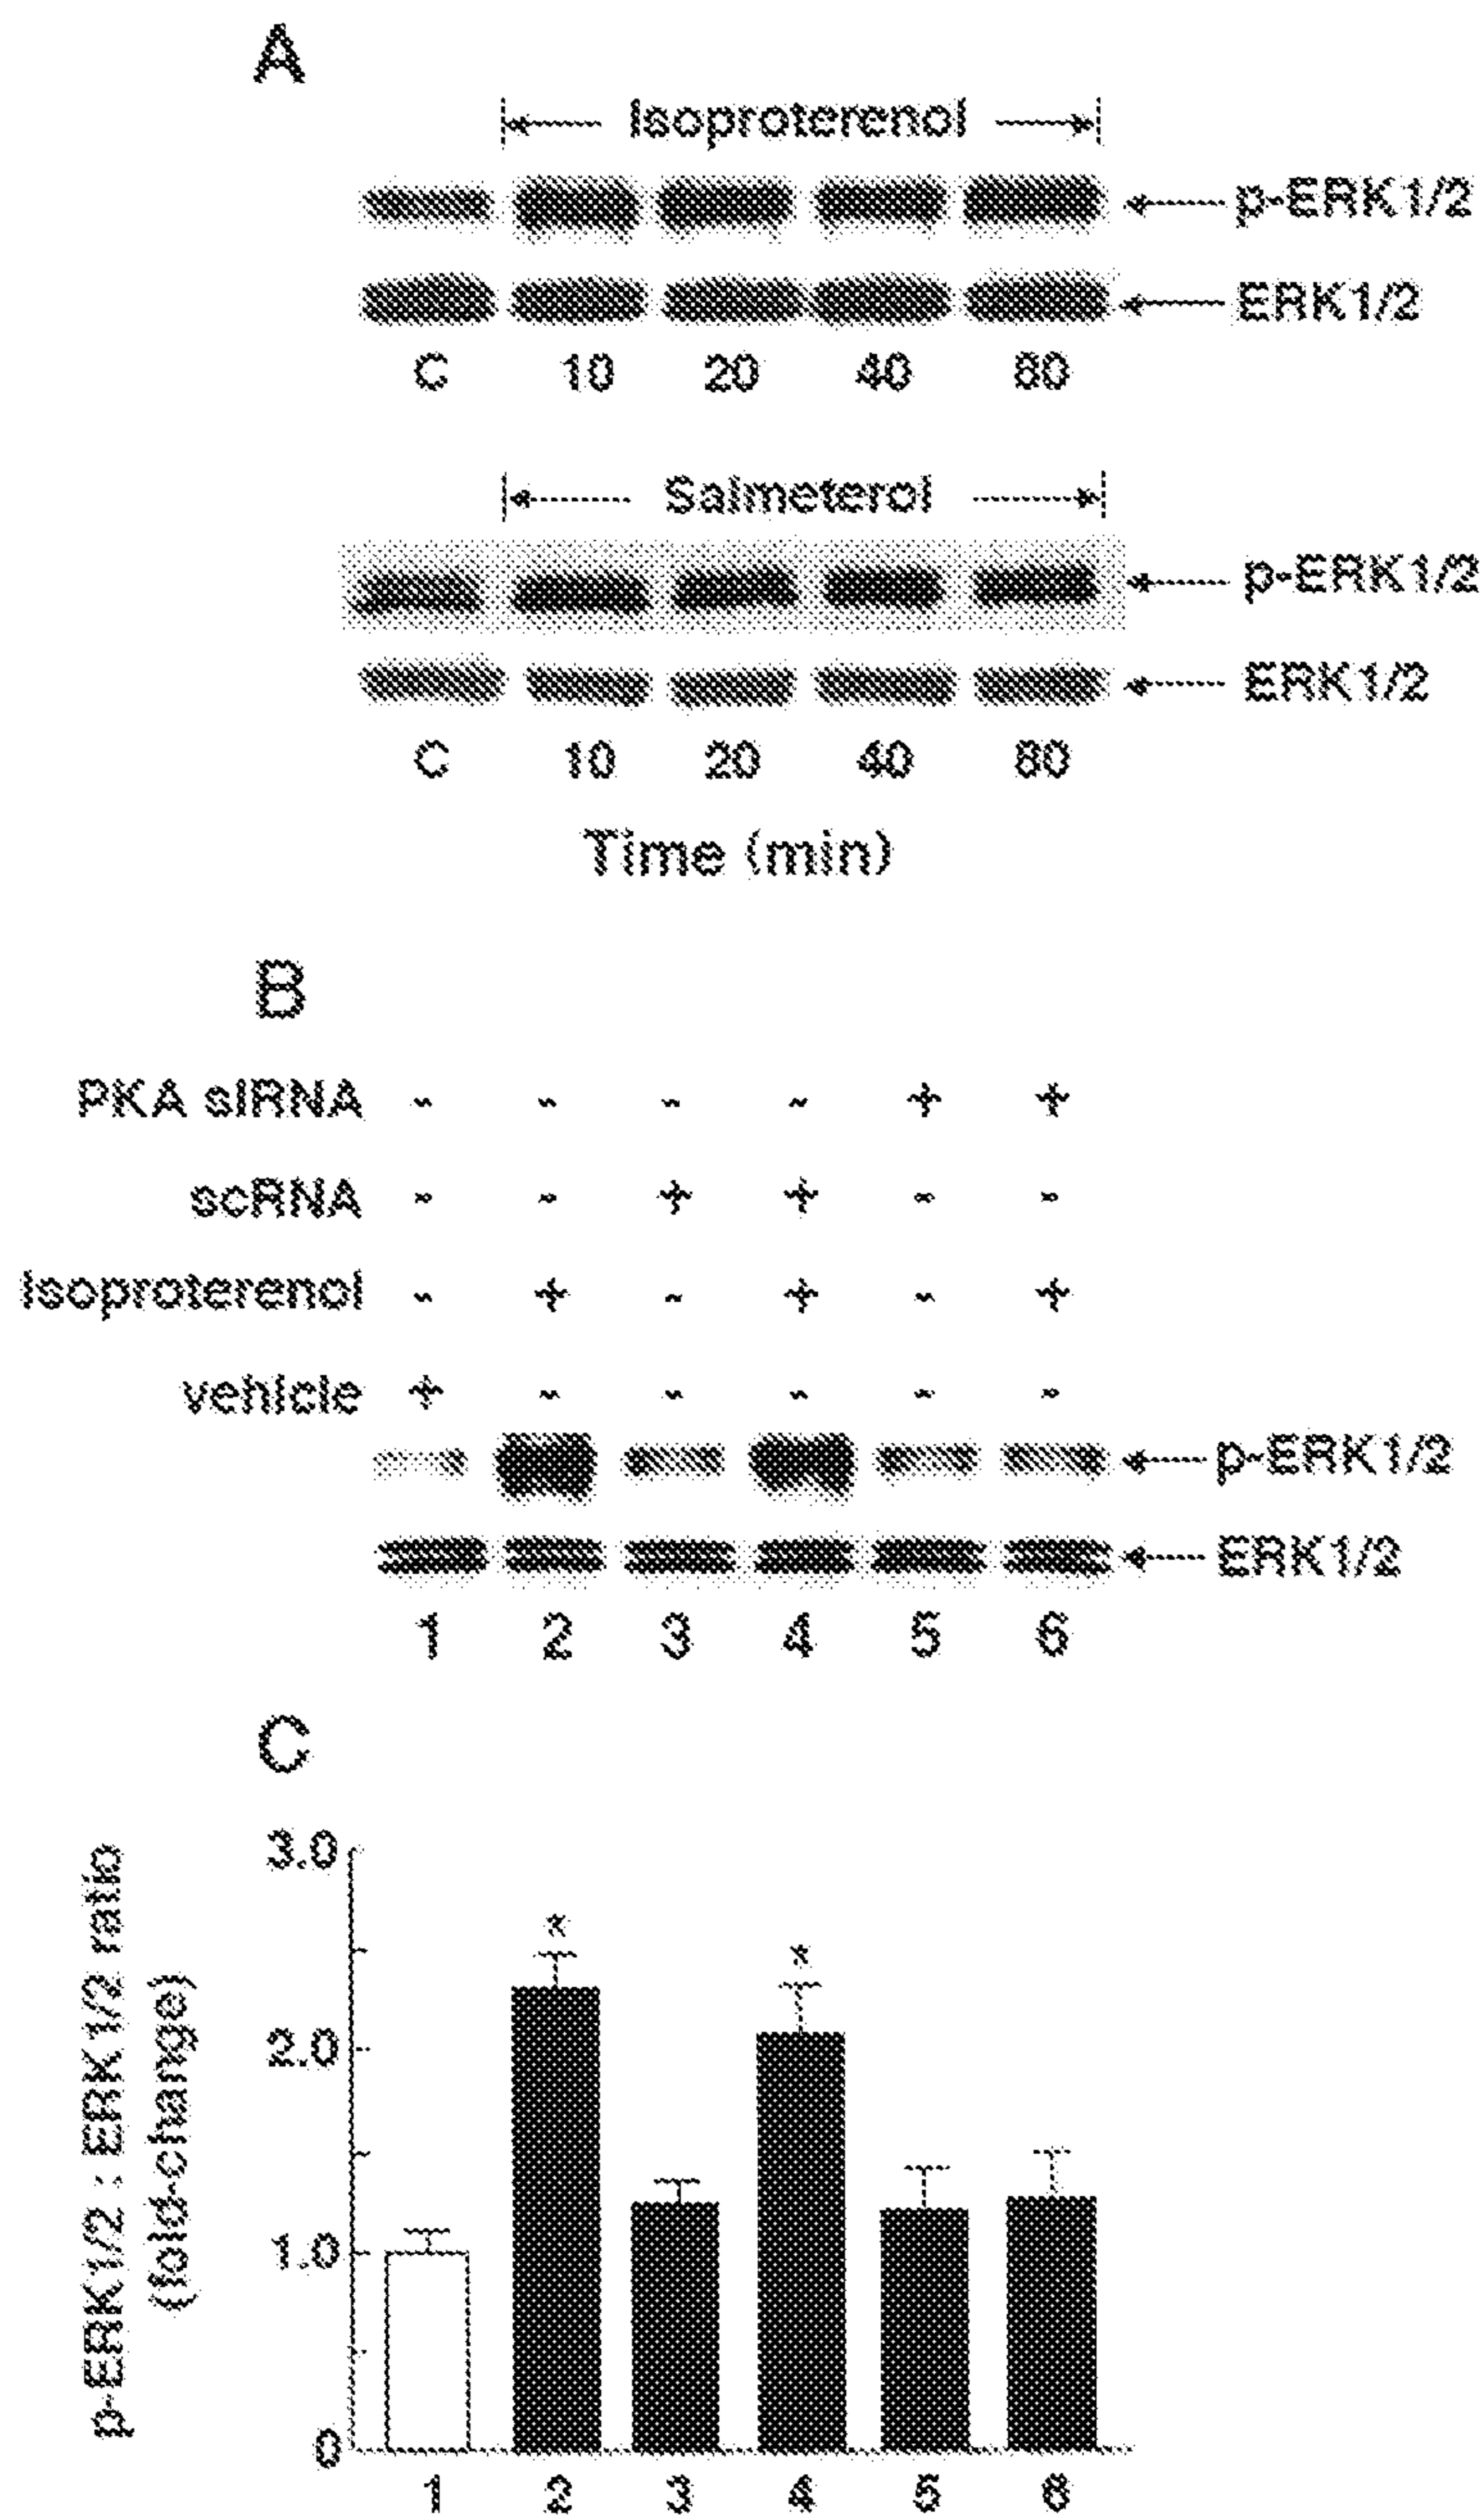 A
Isoproterenol
p-ERK1/2
ERK1/2
C 10 20 40 60
Salmeterol
p-ERK1/2
ERK1/2
C 10 20 40 60
Time (min)
B
PKA siRNA - - - - + +
scRNA - - + + - -
Isoproterenol - + - + - +
vehicle + - - - - -
p-ERK1/2
ERK1/2
1 2 3 4 5 6
C
p-ERK1/2 : ERK1/2 ratio
(fold-change)
3.0
2.0
1.0
0
* *
1 2 3 4 5 6